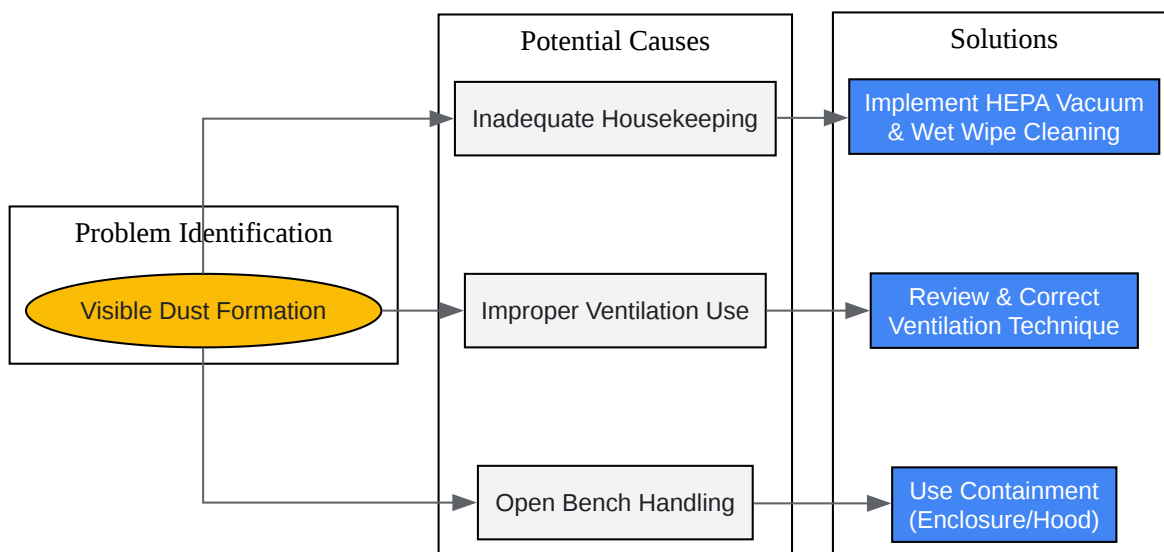 Potential Causes
Solutions
Inadequate Housekeeping
Implement HEPA Vacuum
& Wet Wipe Cleaning
Problem Identification
Visible Dust Formation
Improper Ventilation Use
Review & Correct
Ventilation Technique
Open Bench Handling
Use Containment
(Enclosure/Hood)